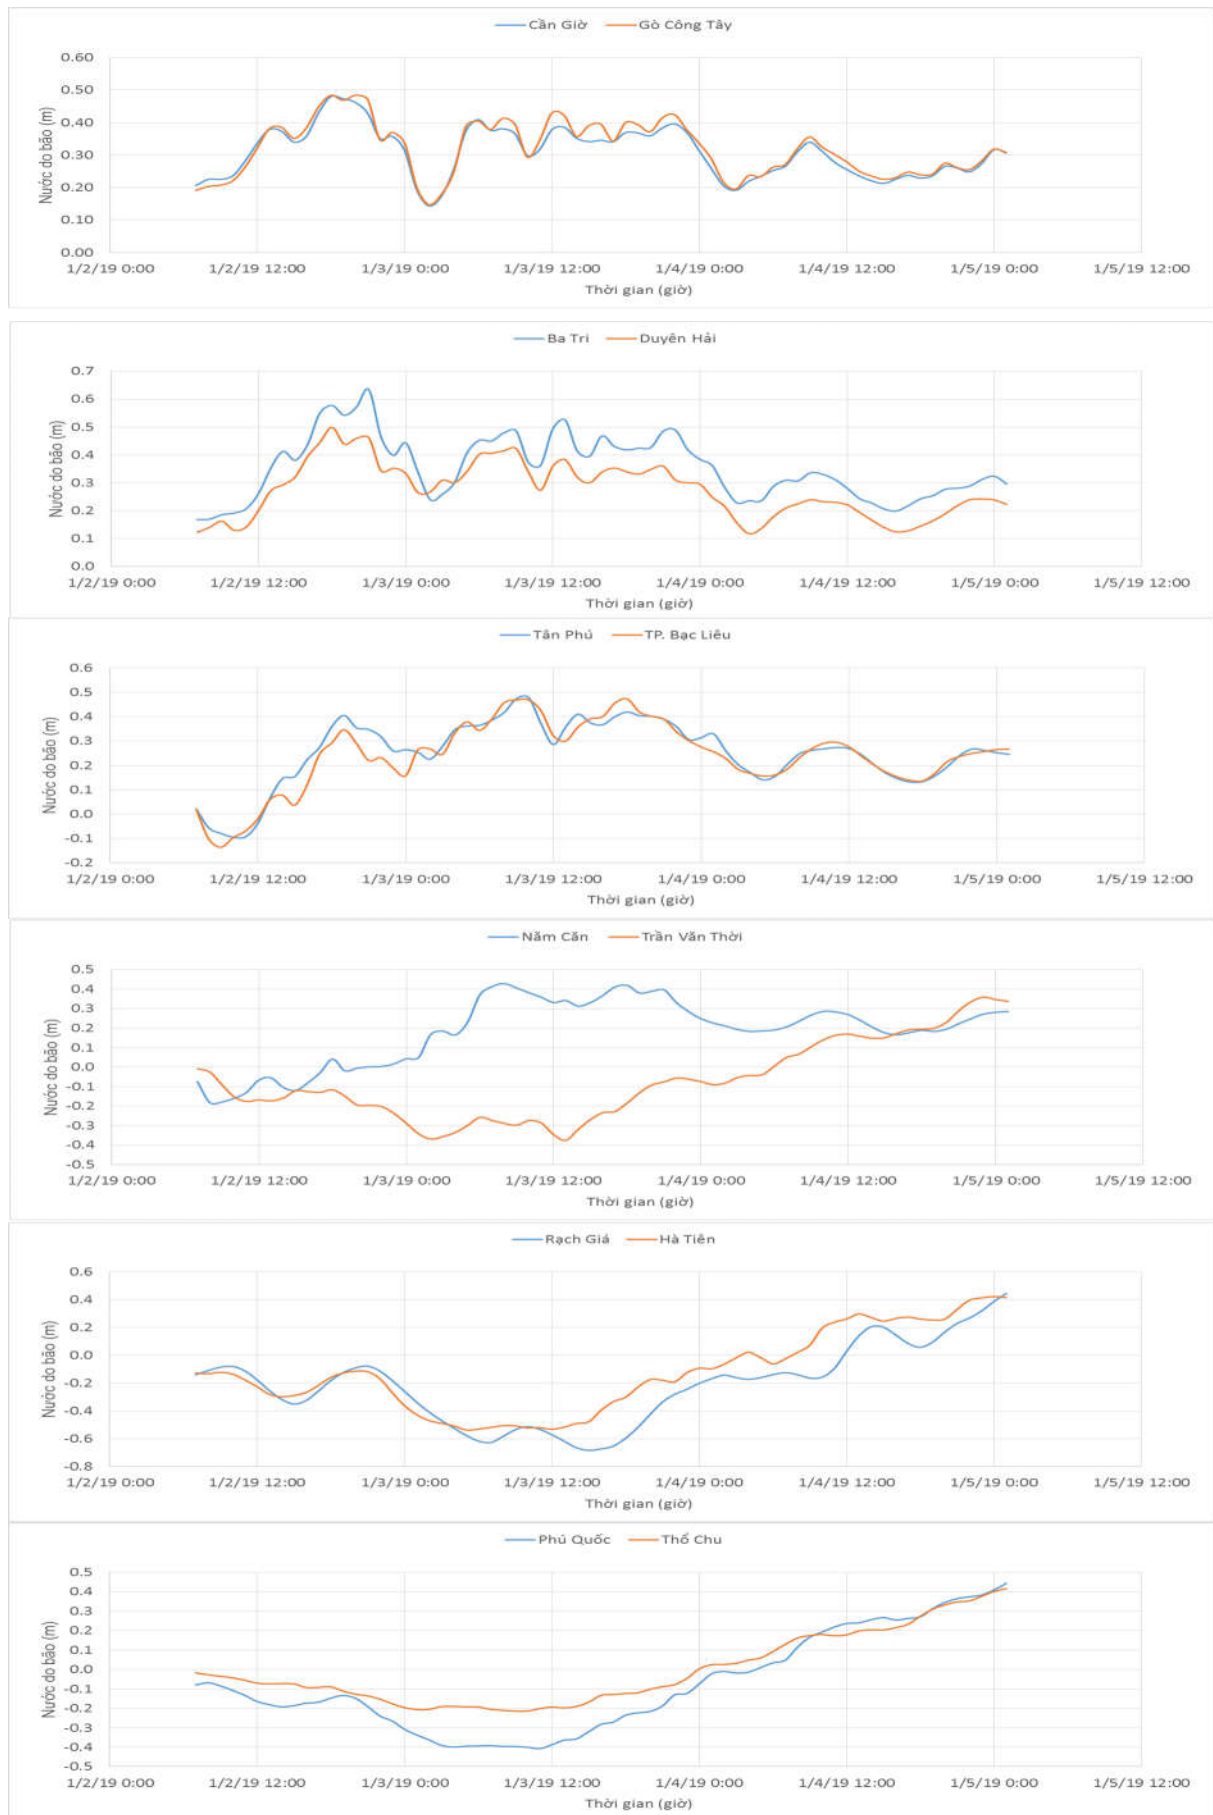 Cần Giờ Gò Công Tây
0.60
0.50
0.40
0.30
0.20
0.10
0.00
Nước do bão (m)
1/2/19 0:00 1/2/19 12:00 1/3/19 0:00 1/3/19 12:00 1/4/19 0:00 1/4/19 12:00 1/5/19 0:00 1/5/19 12:00
Thời gian (giờ)
Ba Tri Duyên Hải
0.7
0.6
0.5
0.4
0.3
0.2
0.1
0.0
Nước do bão (m)
1/2/19 0:00 1/2/19 12:00 1/3/19 0:00 1/3/19 12:00 1/4/19 0:00 1/4/19 12:00 1/5/19 0:00 1/5/19 12:00
Thời gian (giờ)
Tân Phú TP. Bạc Liêu
0.6
0.5
0.4
0.3
0.2
0.1
0.0
-0.1
-0.2
Nước do bão (m)
1/2/19 0:00 1/2/19 12:00 1/3/19 0:00 1/3/19 12:00 1/4/19 0:00 1/4/19 12:00 1/5/19 0:00 1/5/19 12:00
Thời gian (giờ)
Năm Căn Trần Văn Thời
0.5
0.4
0.3
0.2
0.1
0.0
-0.1
-0.2
-0.3
-0.4
-0.5
Nước do bão (m)
1/2/19 0:00 1/2/19 12:00 1/3/19 0:00 1/3/19 12:00 1/4/19 0:00 1/4/19 12:00 1/5/19 0:00 1/5/19 12:00
Thời gian (giờ)
Rạch Giá Hà Tiên
0.6
0.4
0.2
0.0
-0.2
-0.4
-0.6
-0.8
Nước do bão (m)
1/2/19 0:00 1/2/19 12:00 1/3/19 0:00 1/3/19 12:00 1/4/19 0:00 1/4/19 12:00 1/5/19 0:00 1/5/19 12:00
Thời gian (giờ)
Phú Quốc Thổ Chu
0.5
0.4
0.3
0.2
0.1
0.0
-0.1
-0.2
-0.3
-0.4
-0.5
Nước do bão (m)
1/2/19 0:00 1/2/19 12:00 1/3/19 0:00 1/3/19 12:00 1/4/19 0:00 1/4/19 12:00 1/5/19 0:00 1/5/19 12:00
Thời gian (giờ)